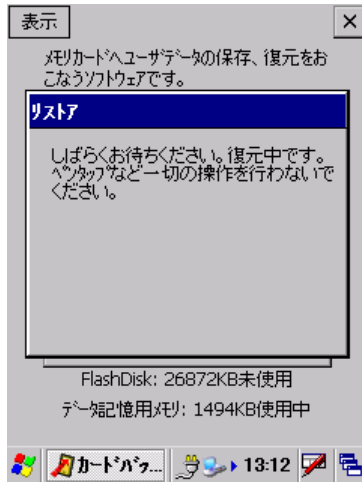 表示
ﾒﾓﾘｶｰﾄﾞへﾕｰｻﾞﾃﾞｰﾀの保存、復元をお
こなうｿﾌﾄｳｪｱです。
ﾘｽﾄｱ
しばらくお待ちください。復元中です。
ﾍﾟﾝﾀｯﾌﾟなど一切の操作を行わないで
ください。
FlashDisk: 26872KB未使用
ﾃﾞｰﾀ記憶用ﾒﾓﾘ: 1494KB使用中
ｶｰﾄﾞﾊﾞｯ...
13:12